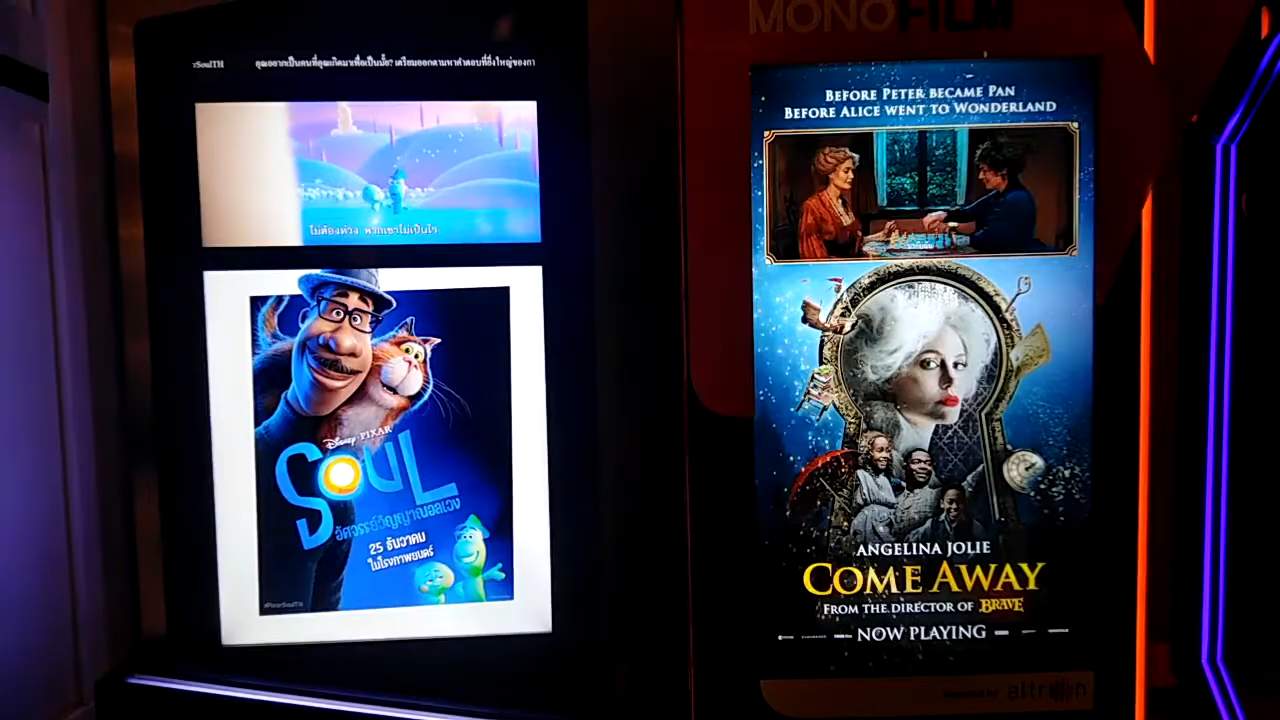 rSoulTH คุณอยากเป็นคนที่คุณเกิดมาเพื่อเป็นมั้ย? เตรียมออกตามหาคำตอบที่ยิ่งใหญ่ของกา
ไม่ต้องห่วง พวกเขาไม่เป็นไร
Disney PIXAR
SOUL
อัศจรรย์วิญญาณอลเวง
25 ธันวาคม
ในโรงภาพยนตร์
#PixarSoulTH
MONOFILM
BEFORE PETER BECAME PAN
BEFORE ALICE WENT TO WONDERLAND
ANGELINA JOLIE
COME AWAY
FROM THE DIRECTOR OF BRAVE
NOW PLAYING